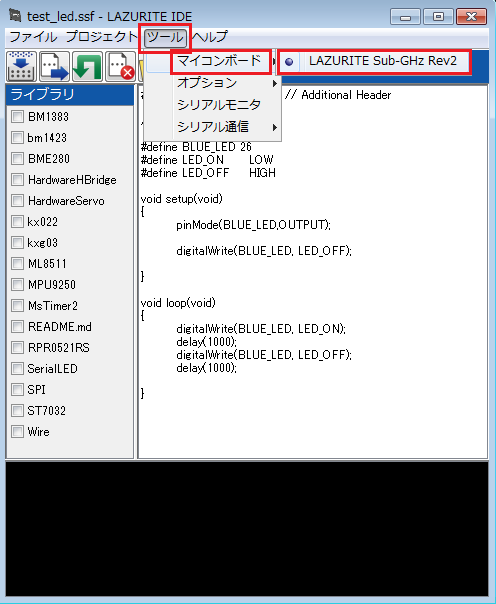 test_led.ssf - LAZURITE IDE
ファイル プロジェクト ツール ヘルプ
マイコンボード
LAZURITE Sub-GHz Rev2
オプション
シリアルモニタ
シリアル通信
ライブラリ
BM1383
bm1423
BME280
HardwareHBridge
HardwareServo
kx022
kxg03
ML8511
MPU9250
MsTimer2
README.md
RPR0521RS
SerialLED
SPI
ST7032
Wire
// Additional Header
#define BLUE_LED 26
#define LED_ON LOW
#define LED_OFF HIGH
void setup(void)
{
pinMode(BLUE_LED,OUTPUT);
digitalWrite(BLUE_LED, LED_OFF);
}
void loop(void)
{
digitalWrite(BLUE_LED, LED_ON);
delay(1000);
digitalWrite(BLUE_LED, LED_OFF);
delay(1000);
}